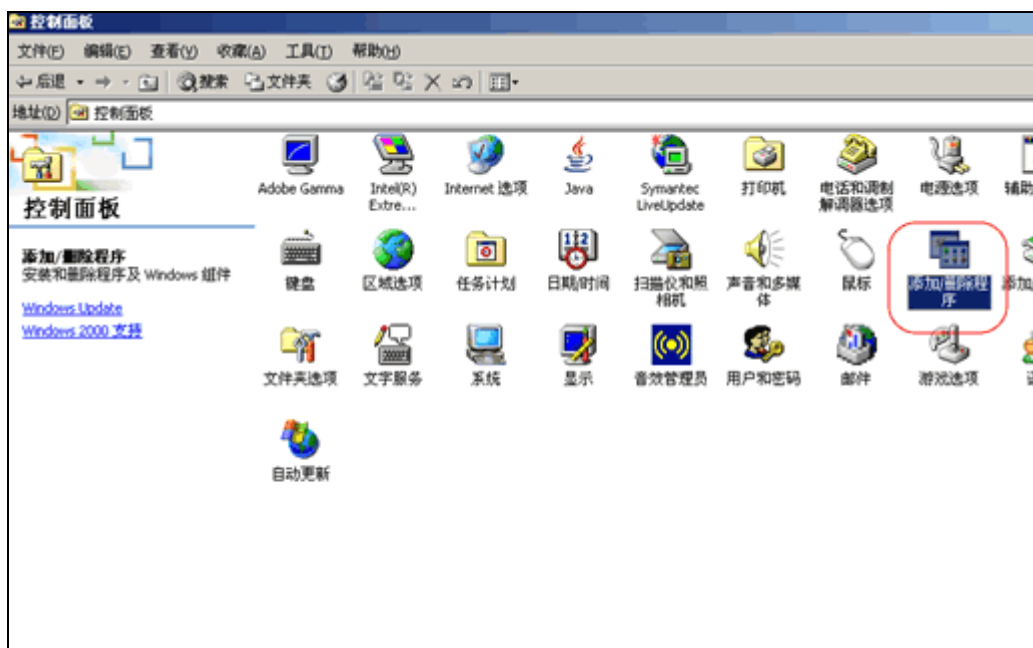 控制面板
文件(F) 编辑(E) 查看(V) 收藏(A) 工具(T) 帮助(H)
后退 搜索 文件夹
地址(D) 控制面板
控制面板
添加/删除程序
安装和删除程序及 Windows 组件
Windows Update
Windows 2000 支持
Adobe Gamma Intel(R) Internet 选项 Java Symantec 打印机 电话和调制 电源选项 辅助
Extre... LiveUpdate 解调器选项
键盘 区域选项 任务计划 日期/时间 扫描仪和照 声音和多媒 鼠标 添加/删除程 添加/
相机 体 序
文件夹选项 文字服务 系统 显示 音效管理员 用户和密码 邮件 游戏选项
自动更新